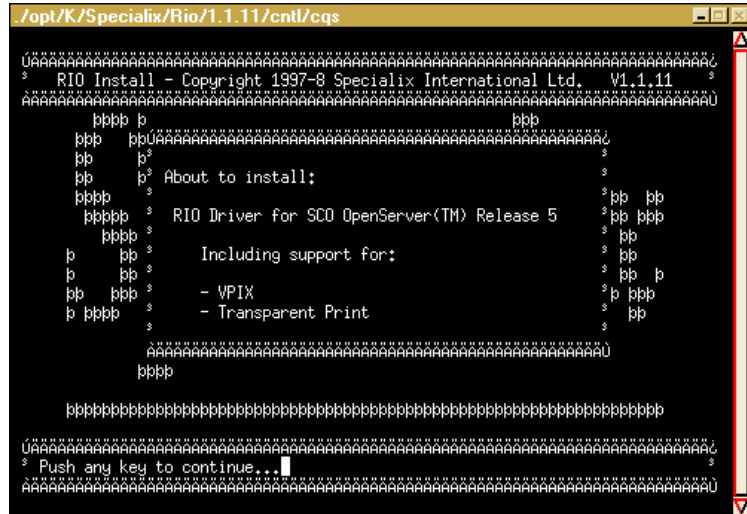 ./opt/K/Specialix/Rio/1.1.11/cntl/cqs
RIO Install - Copyright 1997-8 Specialix International Ltd. V1.1.11
About to install:
RIO Driver for SCO OpenServer(TM) Release 5
Including support for:
- VPIX
- Transparent Print
Push any key to continue...